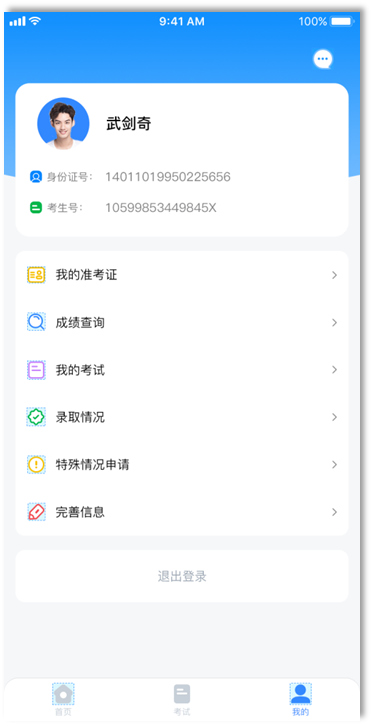 9:41 AM
100%
武剑奇
身份证号： 14011019950225656
考生号： 10599853449845X
我的准考证
成绩查询
我的考试
录取情况
特殊情况申请
完善信息
退出登录
首页 考试 我的